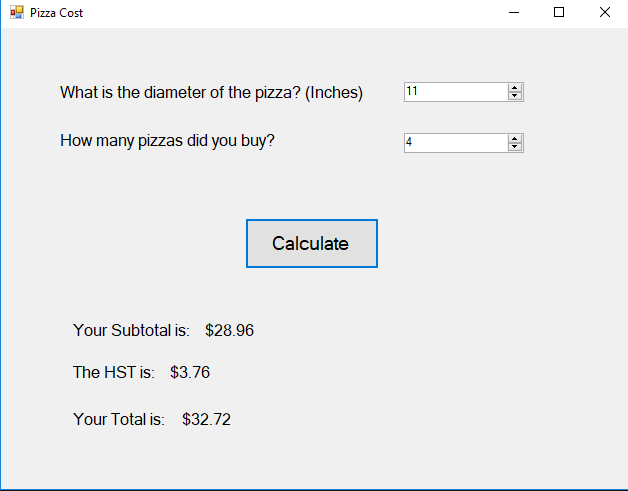 Pizza Cost
What is the diameter of the pizza? (Inches) 11
How many pizzas did you buy? 4
Calculate
Your Subtotal is: $28.96
The HST is: $3.76
Your Total is: $32.72